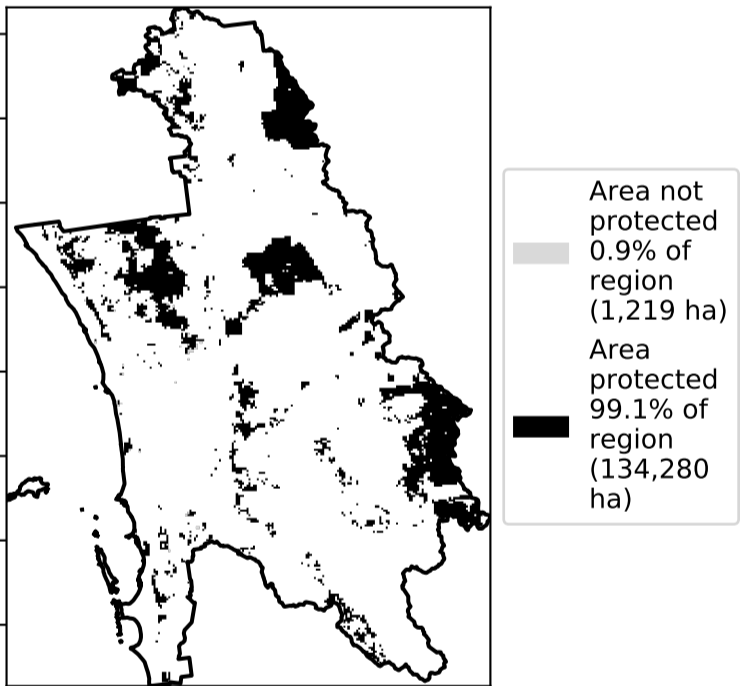 Area not
protected
0.9% of
region
(1,219 ha)
Area
protected
99.1% of
region
(134,280
ha)